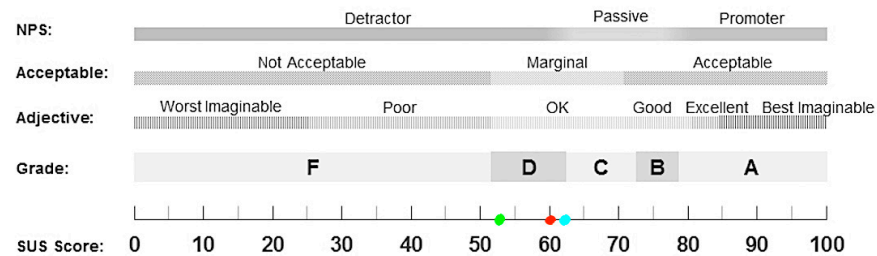 NPS: Detractor Passive Promoter
Acceptable: Not Acceptable Marginal Acceptable
Adjective: Worst Imaginable Poor OK Good Excellent Best Imaginable
Grade: F D C B A
SUS Score: 0 10 20 30 40 50 60 70 80 90 100